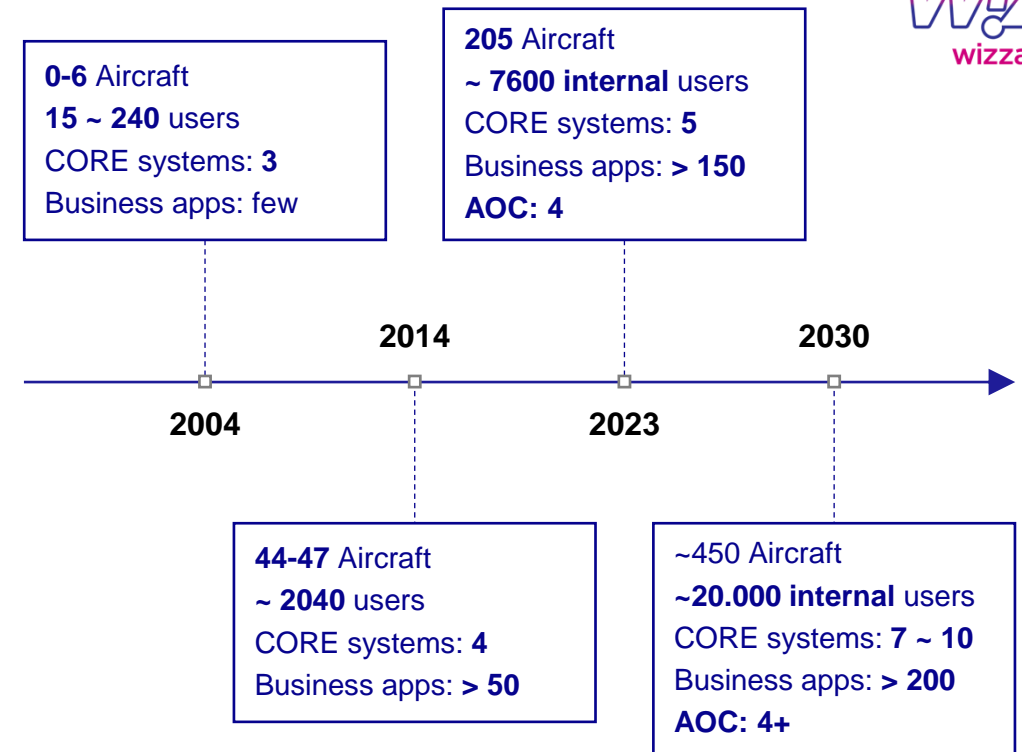 0-6 Aircraft
15 ~ 240 users
CORE systems: 3
Business apps: few
205 Aircraft
~ 7600 internal users
CORE systems: 5
Business apps: > 150
AOC: 4
2014
2030
2004
2023
44-47 Aircraft
~ 2040 users
CORE systems: 4
Business apps: > 50
~450 Aircraft
~20.000 internal users
CORE systems: 7 ~ 10
Business apps: > 200
AOC: 4+